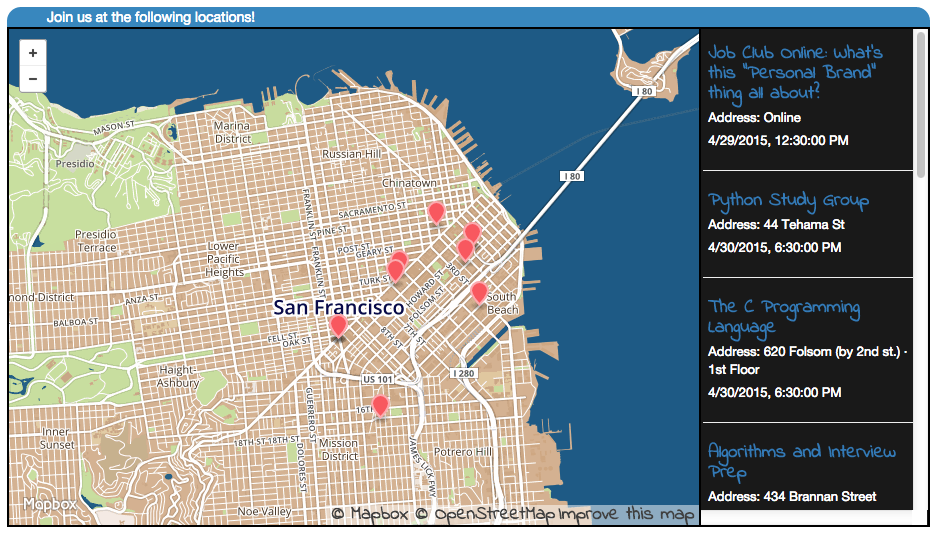 Join us at the following locations!
+
−
I 80
MASON ST
Marina
District
Presidio
Russian Hill
I 80
Chinatown
SACRAMENTO ST
FRANKLIN ST
PINE ST
Presidio
Terrace
Lower
Pacific
Heights
POST ST
GEARY ST
FRANKLIN ST
3RD ST
TURK ST
HOWARD ST
FOLSOM ST
mond District
ANZA ST
San Francisco
South
Beach
BALBOA ST
FELL ST
OAK ST
8TH ST
7TH ST
Haight-
Ashbury
US 101
I 280
GUERRERO ST
16TH
Inner
Sunset
18TH ST 18TH ST
Mission
District
DOLORES ST
Potrero Hill
JAMES LICK FWY
Mapbox
Noe Valley
© Mapbox © OpenStreetMap Improve this map
Job Club Online: What's
this "Personal Brand"
thing all about?
Address: Online
4/29/2015, 12:30:00 PM
Python Study Group
Address: 44 Tehama St
4/30/2015, 6:30:00 PM
The C Programming
Language
Address: 620 Folsom (by 2nd st.) -
1st Floor
4/30/2015, 6:30:00 PM
Algorithms and Interview
Prep
Address: 434 Brannan Street